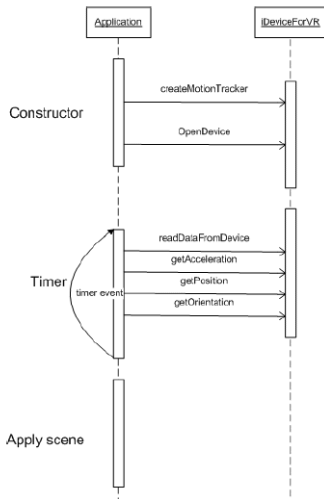 Application
iDeviceForVR
createMotionTracker
Constructor
OpenDevice
readDataFromDevice
getAcceleration
Timer
getPosition
timer event
getOrientation
Apply scene